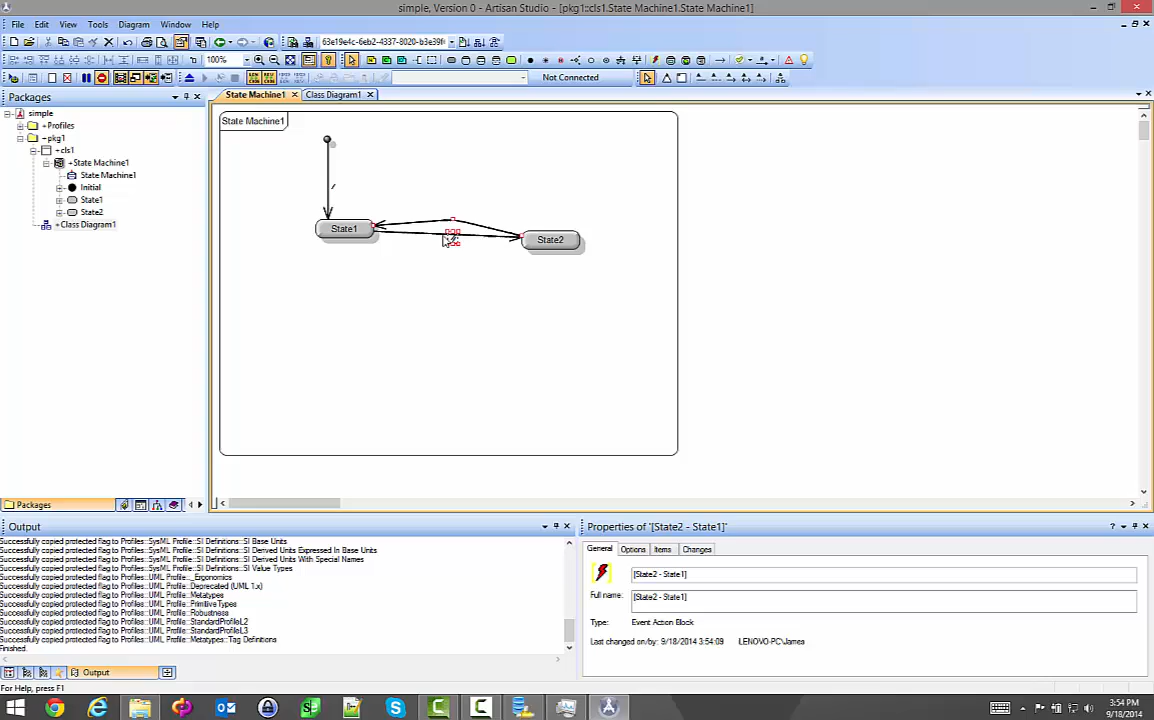 simple, Version 0 - Artisan Studio - [pkg1::cls1.State Machine1.State Machine1]
File Edit View Tools Diagram Window Help
63e19e4c-6eb2-4337-8020-b3e39f
100%
Not Connected
Packages
State Machine1 Class Diagram1
simple
+Profiles
~pkg1
+cls1
+State Machine1
State Machine1
Initial
State1
State2
+Class Diagram1
State Machine1
/
State1
State2
Packages
Output
Successfully copied protected flag to Profiles::SysML Profile::SI Definitions::SI Base Units
Successfully copied protected flag to Profiles::SysML Profile::SI Definitions::SI Derived Units Expressed In Base Units
Successfully copied protected flag to Profiles::SysML Profile::SI Definitions::SI Derived Units With Special Names
Successfully copied protected flag to Profiles::SysML Profile::SI Definitions::SI Value Types
Successfully copied protected flag to Profiles::UML Profile::_Ergonomics
Successfully copied protected flag to Profiles::UML Profile::Deprecated (UML 1.x)
Successfully copied protected flag to Profiles::UML Profile::Metatypes
Successfully copied protected flag to Profiles::UML Profile::PrimitiveTypes
Successfully copied protected flag to Profiles::UML Profile::Robustness
Successfully copied protected flag to Profiles::UML Profile::StandardProfileL2
Successfully copied protected flag to Profiles::UML Profile::StandardProfileL3
Successfully copied protected flag to Profiles::UML Profile::Metatypes::Tag Definitions
Finished.
Output
Properties of '[State2 - State1]'
General Options Items Changes
[State2 - State1]
Full name: [State2 - State1]
Type: Event Action Block
Last changed on/by: 9/18/2014 3:54:09 \LENOVO-PC\James
For Help, press F1
3:54 PM
9/18/2014